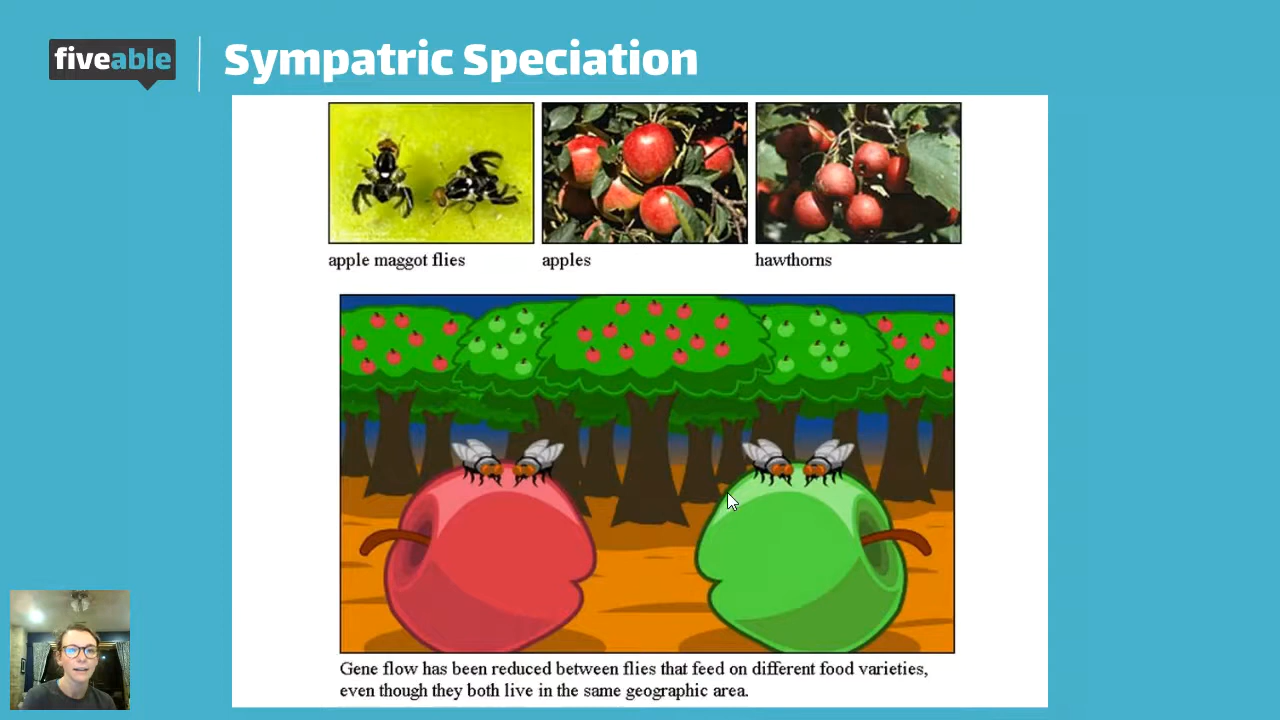 fiveable
Sympatric Speciation
apple maggot flies
apples
hawthorns
Gene flow has been reduced between flies that feed on different food varieties,
even though they both live in the same geographic area.